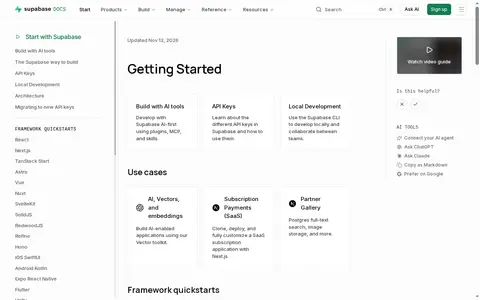 supabase DOCS
Start
Products
Build
Manage
Reference
Resources
Search
Ctrl K
Ask AI
Sign up
Start with Supabase
Build with AI tools
The Supabase way to build
API Keys
Local Development
Architecture
Migrating to new API keys
FRAMEWORK QUICKSTARTS
React
Next.js
TanStack Start
Astro
Vue
Nuxt
SvelteKit
SolidJS
RedwoodJS
Refine
Hono
iOS SwiftUI
Android Kotlin
Expo React Native
Flutter
Updated Nov 13, 2026
Getting Started
Build with AI tools
Develop with
Supabase AI-first
using plugins, MCP,
and skills.
API Keys
Learn about the
different API keys in
Supabase and how to
use them.
Local Development
Use the Supabase CLI
to develop locally and
collaborate between
teams.
Use cases
AI, Vectors,
and
embeddings
Build AI-enabled
applications using our
Vector toolkit.
Subscription
Payments
(SaaS)
Clone, deploy, and
fully customize a SaaS
subscription
application with
Next.js.
Partner
Gallery
Postgres full-text
search, image
storage, and more.
Framework quickstarts
Watch video guide
Is this helpful?
AI TOOLS
Connect your AI agent
Ask ChatGPT
Ask Claude
Copy as Markdown
Prefer on Google